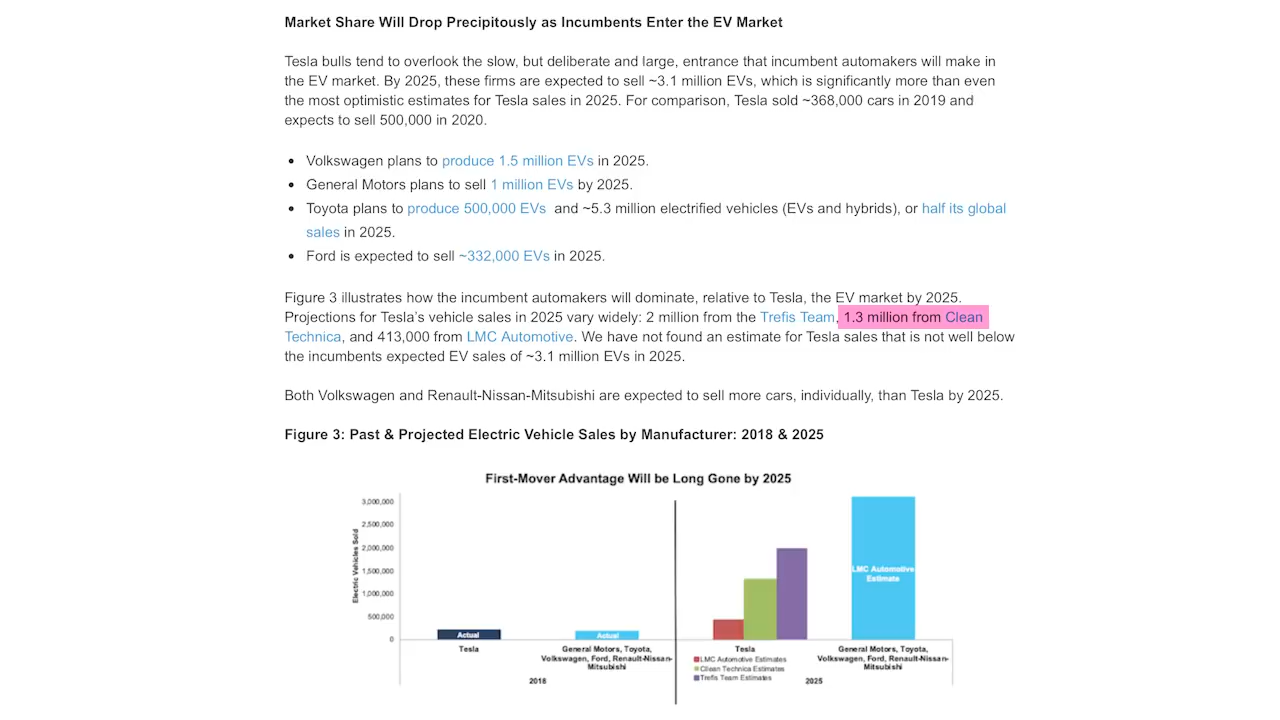 Market Share Will Drop Precipitously as Incumbents Enter the EV Market
Tesla bulls tend to overlook the slow, but deliberate and large, entrance that incumbent automakers will make in
the EV market. By 2025, these firms are expected to sell ~3.1 million EVs, which is significantly more than even
the most optimistic estimates for Tesla sales in 2025. For comparison, Tesla sold ~368,000 cars in 2019 and
expects to sell 500,000 in 2020.
• Volkswagen plans to produce 1.5 million EVs in 2025.
• General Motors plans to sell 1 million EVs by 2025.
• Toyota plans to produce 500,000 EVs and ~5.3 million electrified vehicles (EVs and hybrids), or half its global
sales in 2025.
• Ford is expected to sell ~332,000 EVs in 2025.
Figure 3 illustrates how the incumbent automakers will dominate, relative to Tesla, the EV market by 2025.
Projections for Tesla's vehicle sales in 2025 vary widely: 2 million from the Trefis Team, 1.3 million from Clean
Technica, and 413,000 from LMC Automotive. We have not found an estimate for Tesla sales that is not well below
the incumbents expected EV sales of ~3.1 million EVs in 2025.
Both Volkswagen and Renault-Nissan-Mitsubishi are expected to sell more cars, individually, than Tesla by 2025.
Figure 3: Past & Projected Electric Vehicle Sales by Manufacturer: 2018 & 2025
First-Mover Advantage Will be Long Gone by 2025
Electric Vehicles Sold
3,000,000
2,500,000
2,000,000
1,500,000
1,000,000
500,000
0
Actual
Actual
LMC Automotive
Estimate
Tesla
General Motors, Toyota,
Volkswagen, Ford, Renault-Nissan-
Mitsubishi
2018
Tesla
LMC Automotive Estimates
Clean Technica Estimates
Trefis Team Estimates
General Motors, Toyota,
Volkswagen, Ford, Renault-Nissan-
Mitsubishi
2025